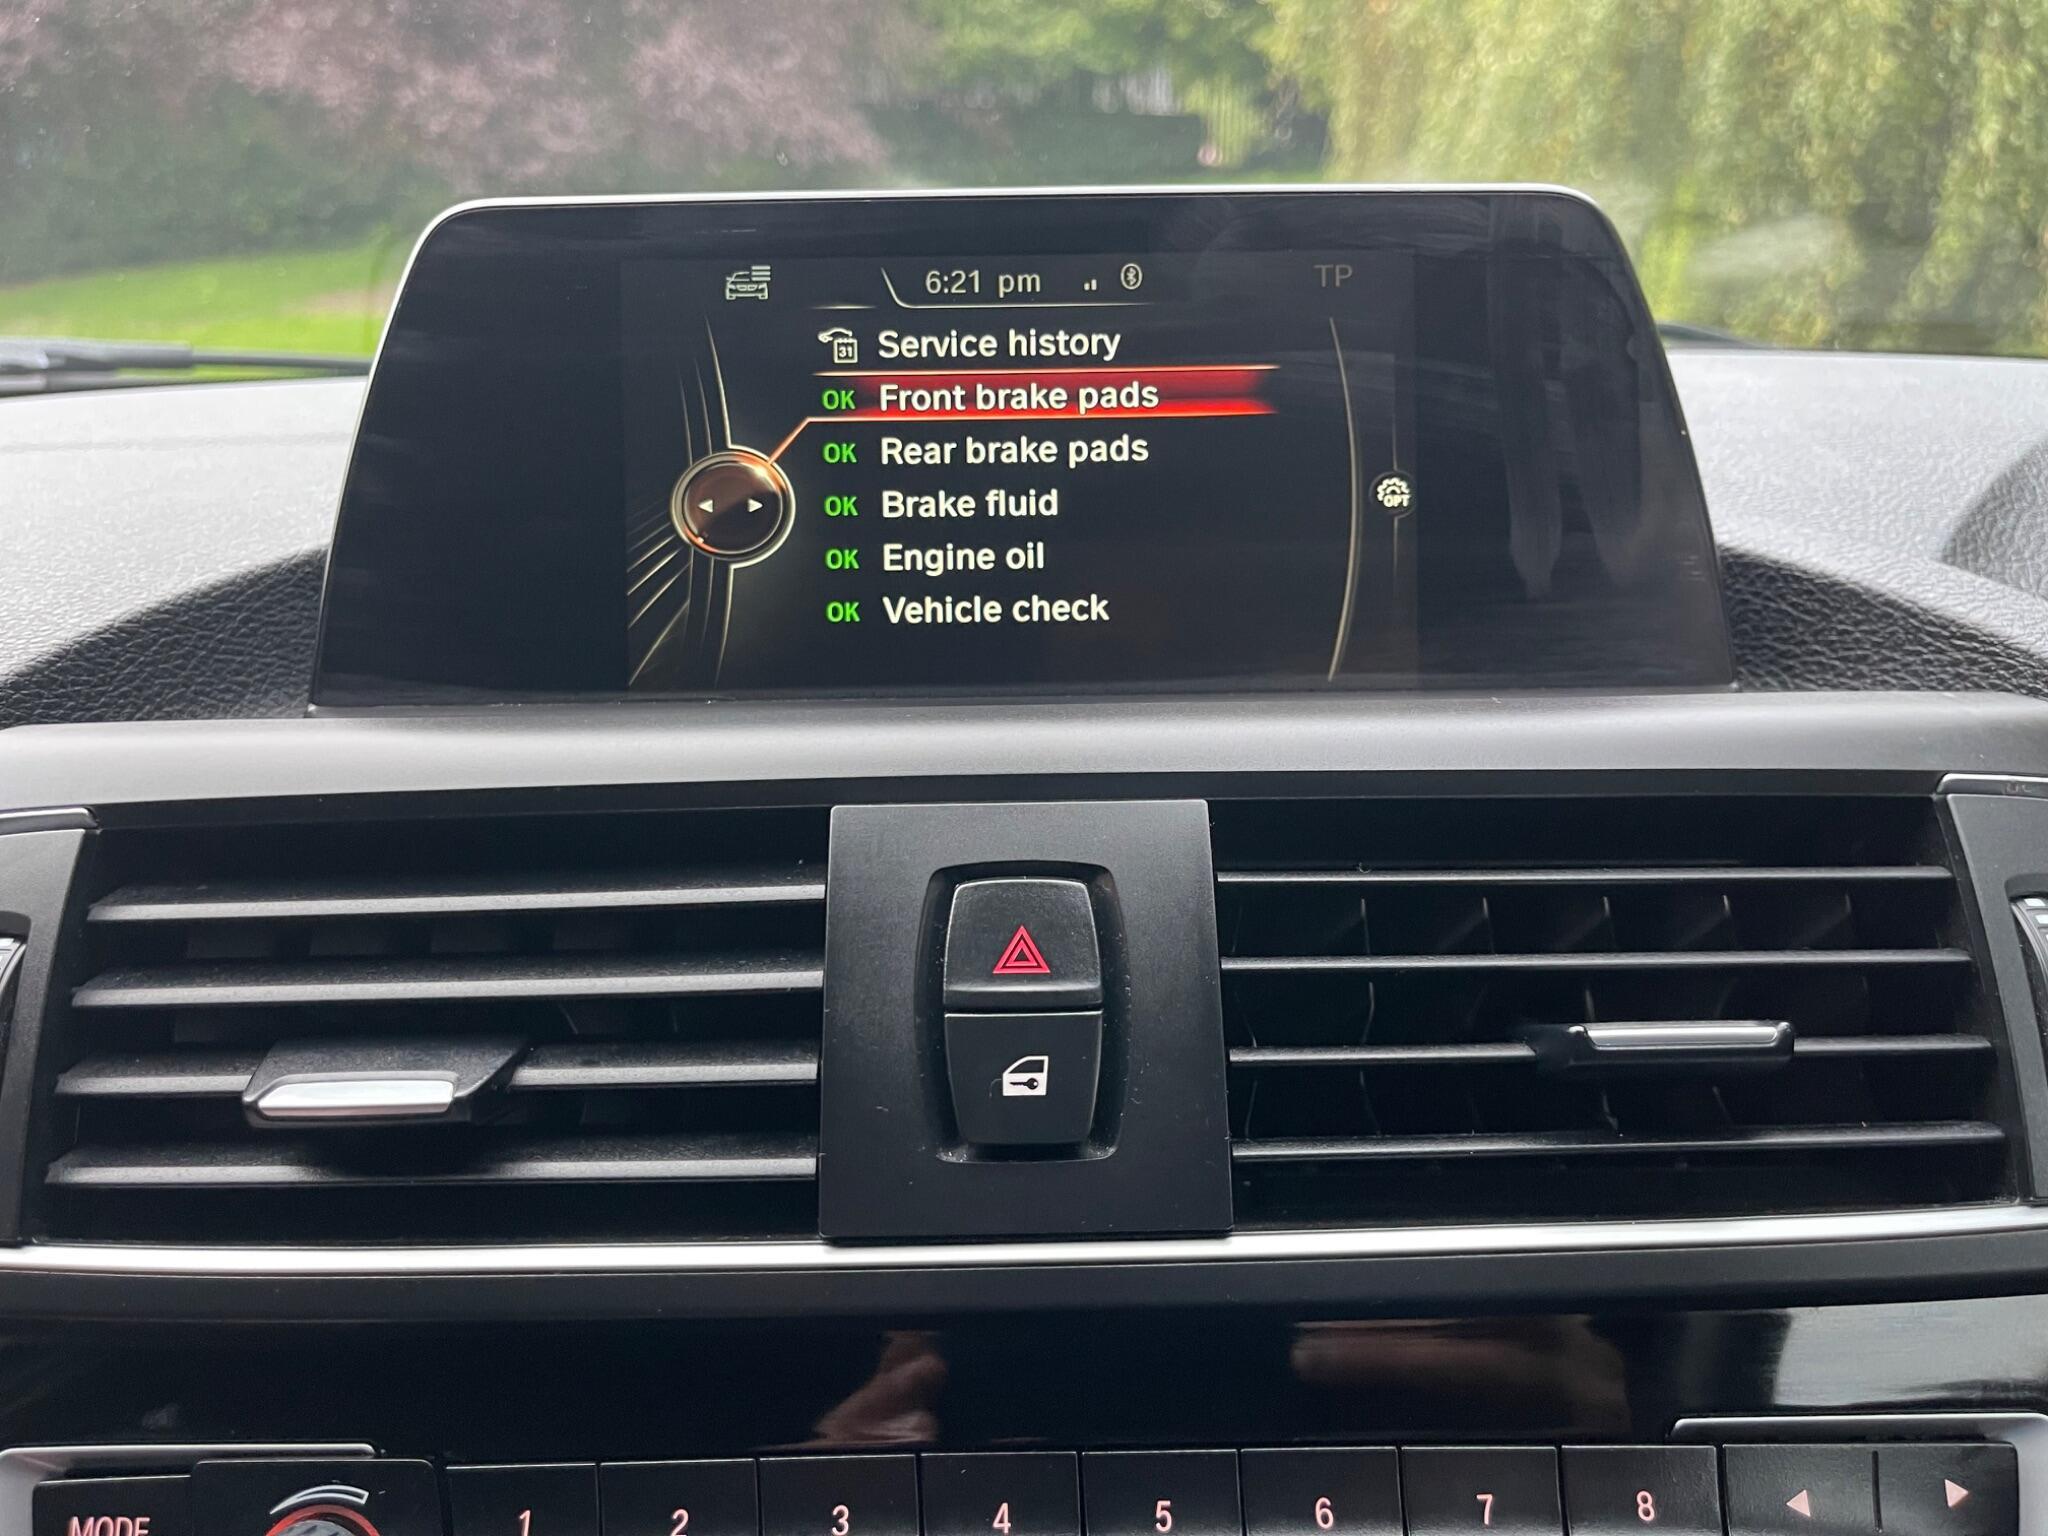 6:21 pm
TP
31 Service history
OK Front brake pads
OK Rear brake pads
OK Brake fluid
OPT
OK Engine oil
OK Vehicle check
MODE 1 2 3 4 5 6 7 8